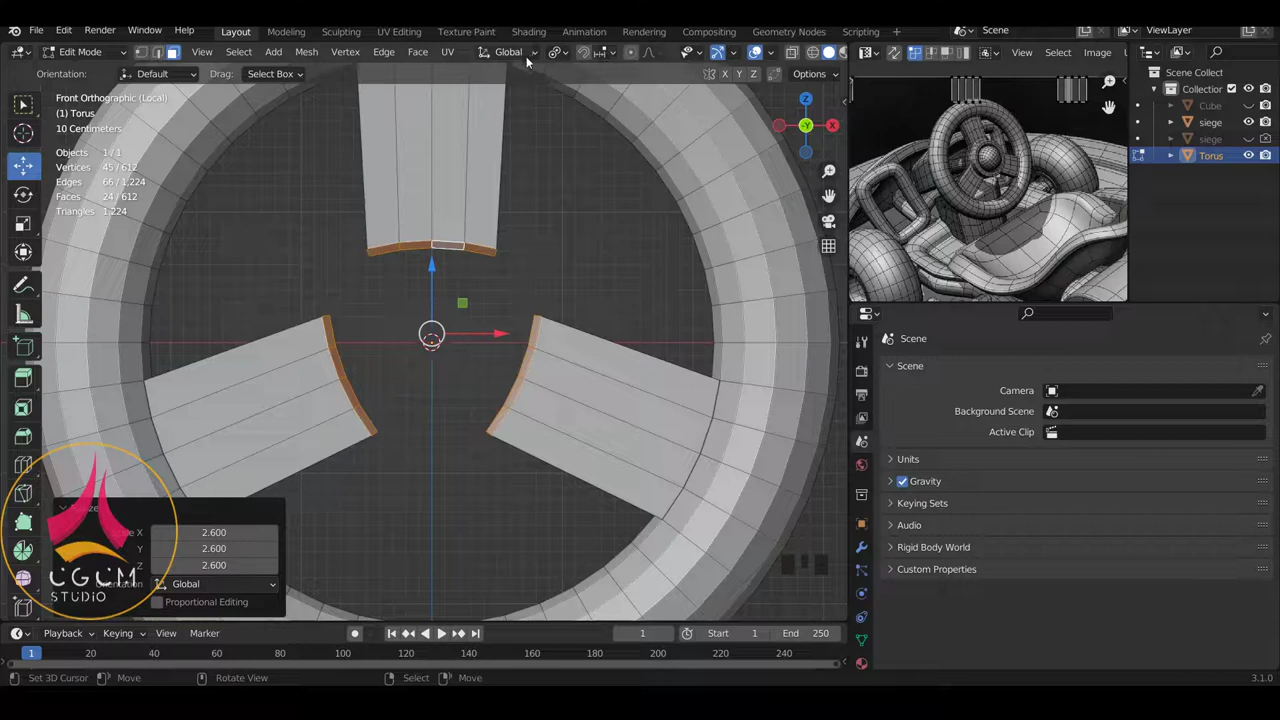 File Edit Render Window Help Layout Modeling Sculpting UV Editing Texture Paint Shading Animation Rendering Compositing Geometry Nodes Scripting Scene ViewLayer
Edit Mode View Select Add Mesh Vertex Edge Face UV Global View Select Image
Orientation: Default Drag: Select Box X Y Z Options
Front Orthographic (Local)
(1) Torus
10 Centimeters
Objects 1/1
Vertices 45/612
Edges 66/1,224
Faces 24/612
Triangles 1,224
Z
-Y
X
Scene Collect
Collection
Cube
siege
siege
Torus
Scene
Scene
Camera
Background Scene
Active Clip
Units
Gravity
Keying Sets
Audio
Rigid Body World
Custom Properties
X 2.600
Y 2.600
Z 2.600
Global
Proportional Editing
UGUM
STUDIO
Playback Keying View Marker 1 Start 1 End 250
1 20 40 60 80 100 120 140 160 180 200 220 240
Set 3D Cursor Move Rotate View Select Move 3.1.0